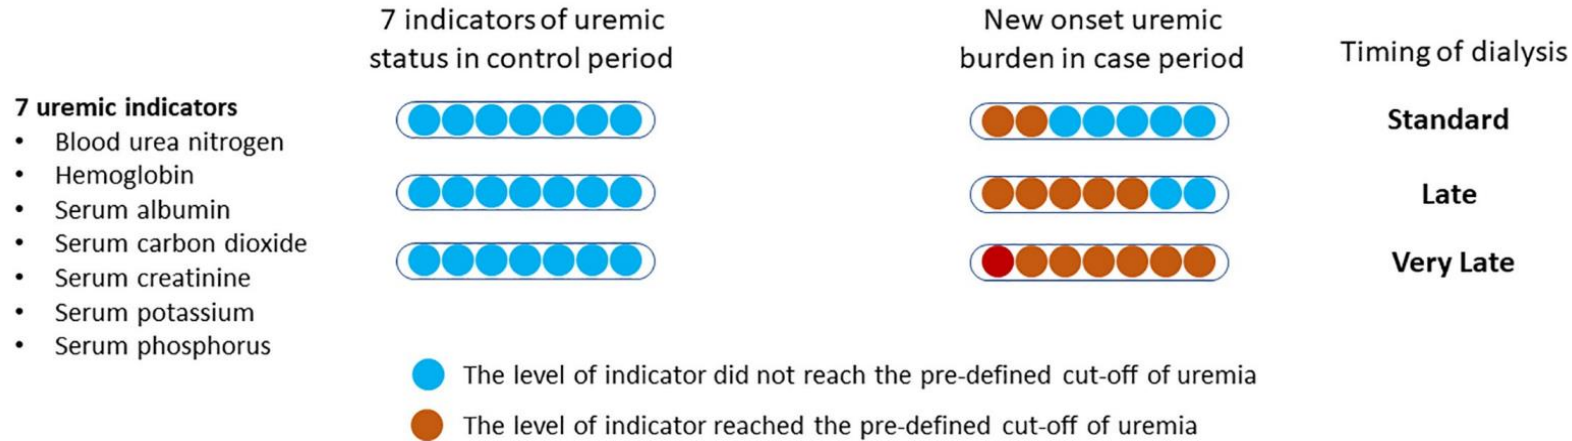 7 indicators of uremic
status in control period
New onset uremic
burden in case period
Timing of dialysis
7 uremic indicators
• Blood urea nitrogen
• Hemoglobin
• Serum albumin
• Serum carbon dioxide
• Serum creatinine
• Serum potassium
• Serum phosphorus
Standard
Late
Very Late
The level of indicator did not reach the pre-defined cut-off of uremia
The level of indicator reached the pre-defined cut-off of uremia